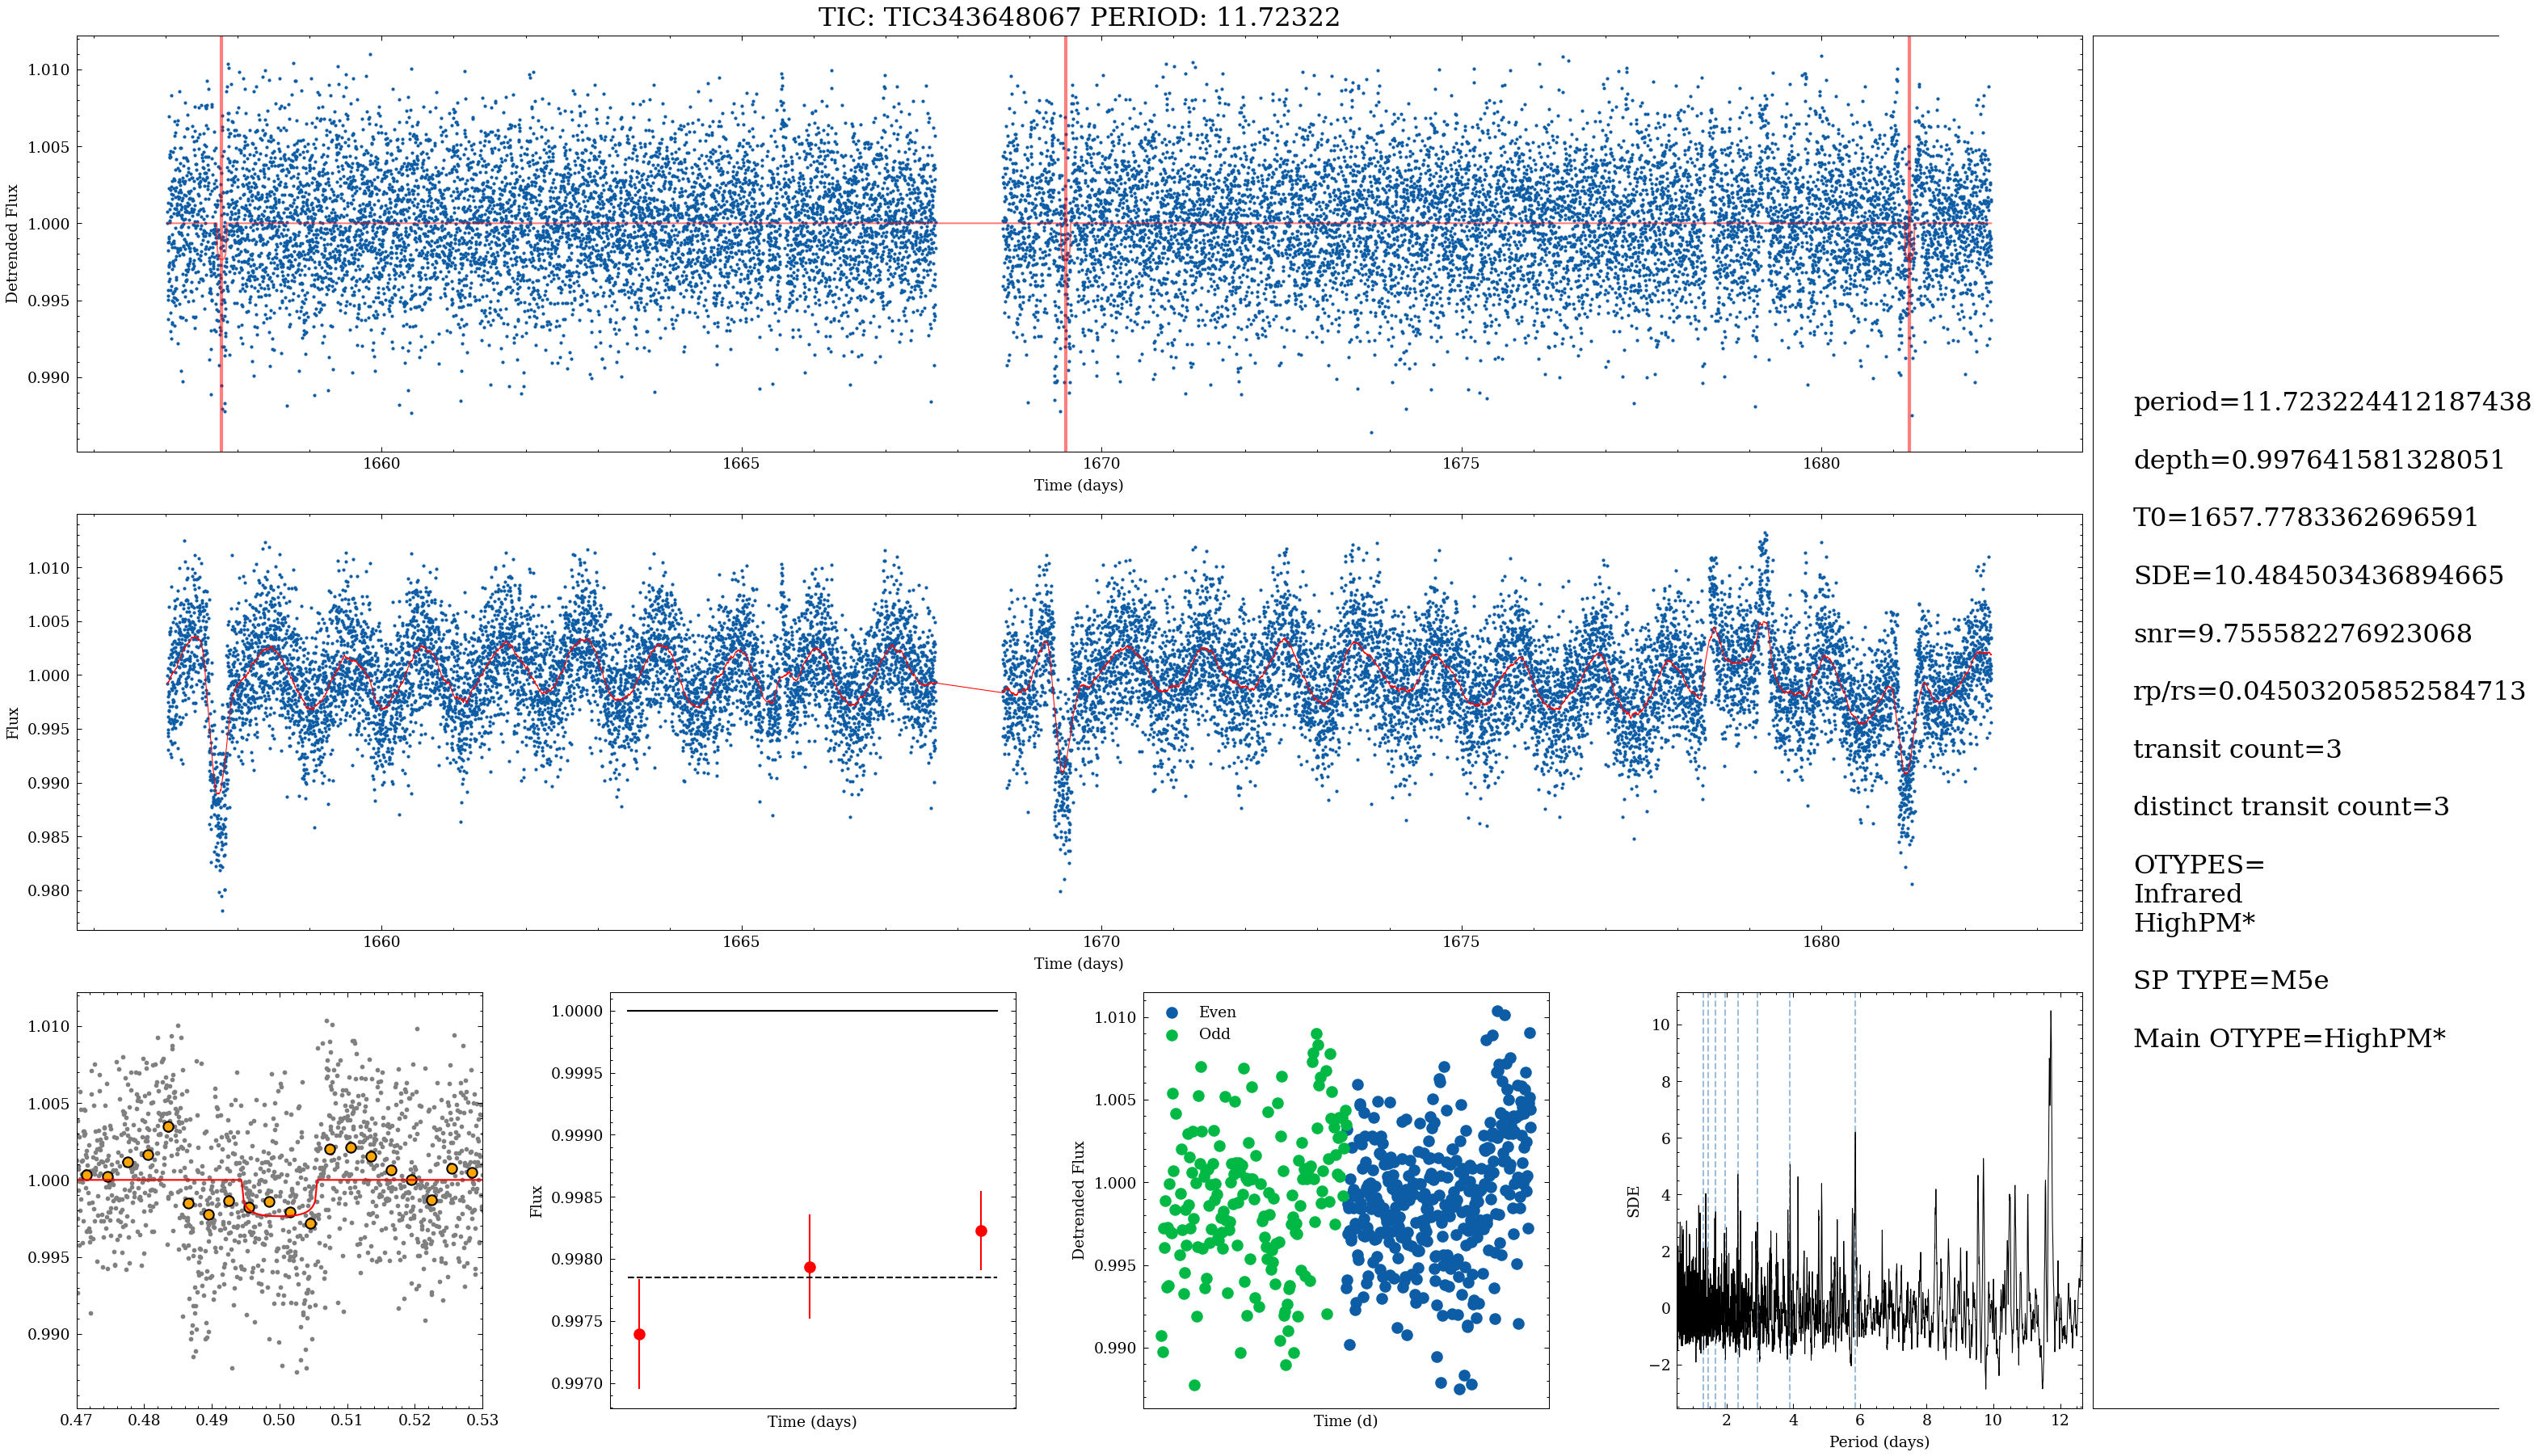 TIC: TIC343648067 PERIOD: 11.72322
1.010
1.005
1.000
0.995
0.990
Detrended Flux
1660
1665
1670
1675
1680
Time (days)
1.010
1.005
1.000
0.995
0.990
0.985
0.980
Flux
1660
1665
1670
1675
1680
Time (days)
1.010
1.005
1.000
0.995
0.990
0.47
0.48
0.49
0.50
0.51
0.52
0.53
1.0000
0.9995
0.9990
0.9985
0.9980
0.9975
0.9970
Flux
Time (days)
Even
Odd
1.010
1.005
1.000
0.995
0.990
Detrended Flux
Time (d)
10
8
6
4
2
0
−2
SDE
2
4
6
8
10
12
Period (days)
period=11.723224412187438
depth=0.997641581328051
T0=1657.7783362696591
SDE=10.484503436894665
snr=9.755582276923068
rp/rs=0.04503205852584713
transit count=3
distinct transit count=3
OTYPES=
Infrared
HighPM*
SP TYPE=M5e
Main OTYPE=HighPM*